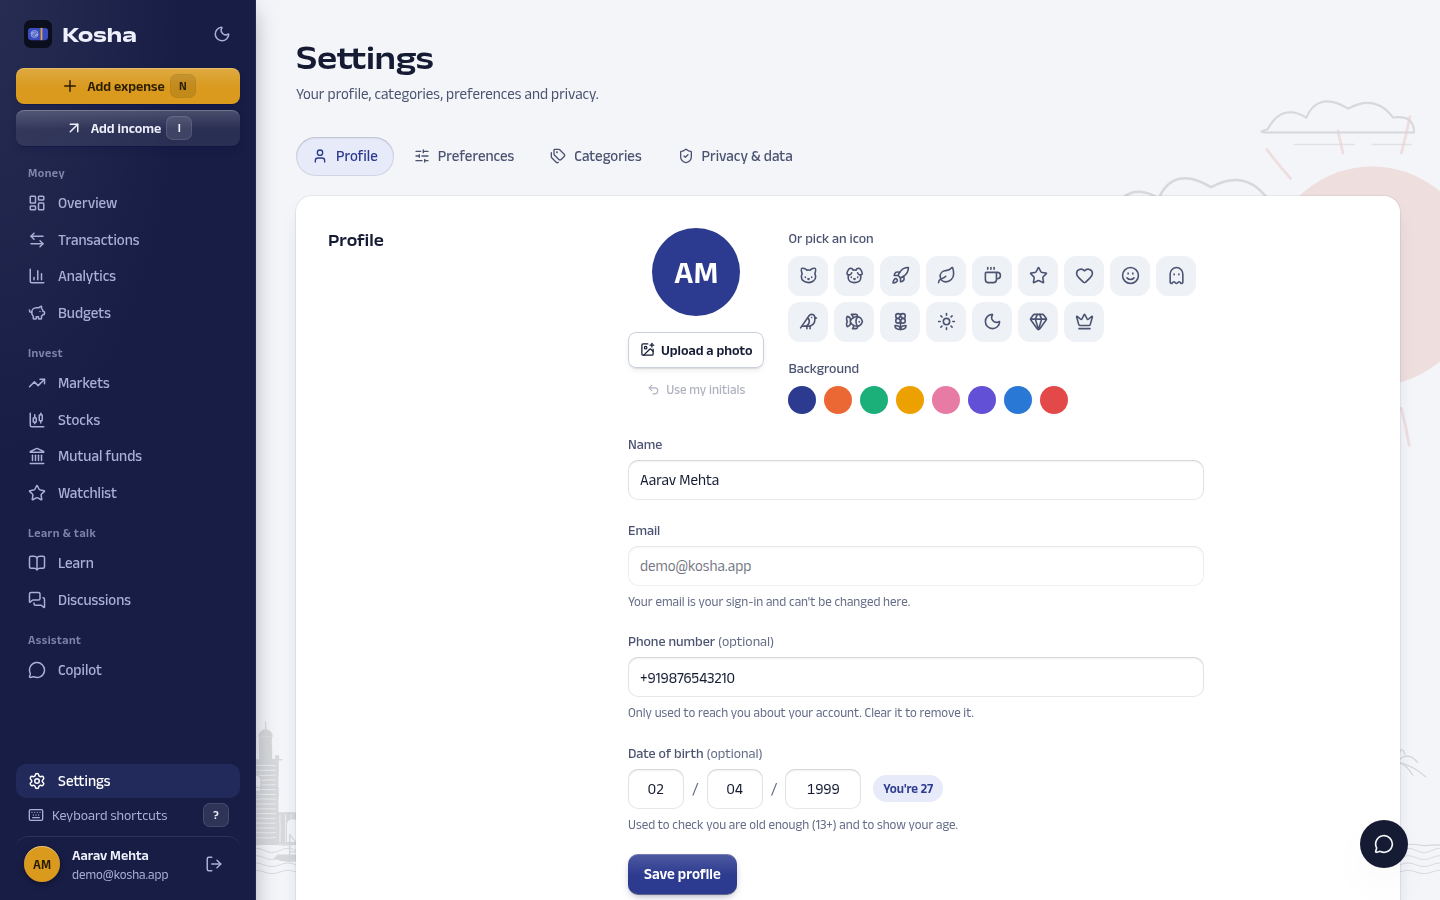 Kosha
Add expense N
Add income I
Money
Overview
Transactions
Analytics
Budgets
Invest
Markets
Stocks
Mutual funds
Watchlist
Learn & talk
Learn
Discussions
Assistant
Copilot
Settings
Keyboard shortcuts ?
AM
Aarav Mehta
demo@kosha.app
Settings
Your profile, categories, preferences and privacy.
Profile
Preferences
Categories
Privacy & data
Profile
AM
Upload a photo
Use my initials
Or pick an icon
Background
Name
Aarav Mehta
Email
demo@kosha.app
Your email is your sign-in and can't be changed here.
Phone number (optional)
+919876543210
Only used to reach you about your account. Clear it to remove it.
Date of birth (optional)
02 / 04 / 1999 You're 27
Used to check you are old enough (13+) and to show your age.
Save profile